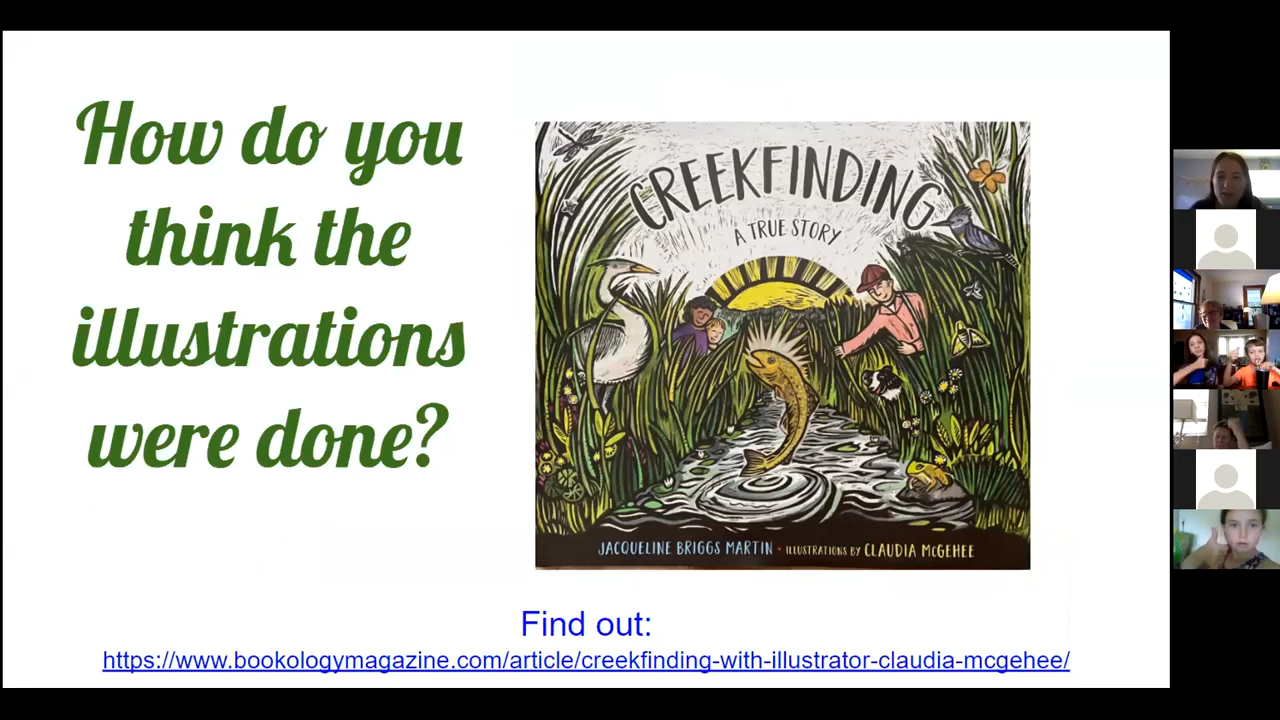 How do you
think the
illustrations
were done?
CREEKFINDING
A TRUE STORY
JACQUELINE BRIGGS MARTIN • ILLUSTRATIONS BY CLAUDIA McGEHEE
Find out:
https://www.bookologymagazine.com/article/creekfinding-with-illustrator-claudia-mcgehee/